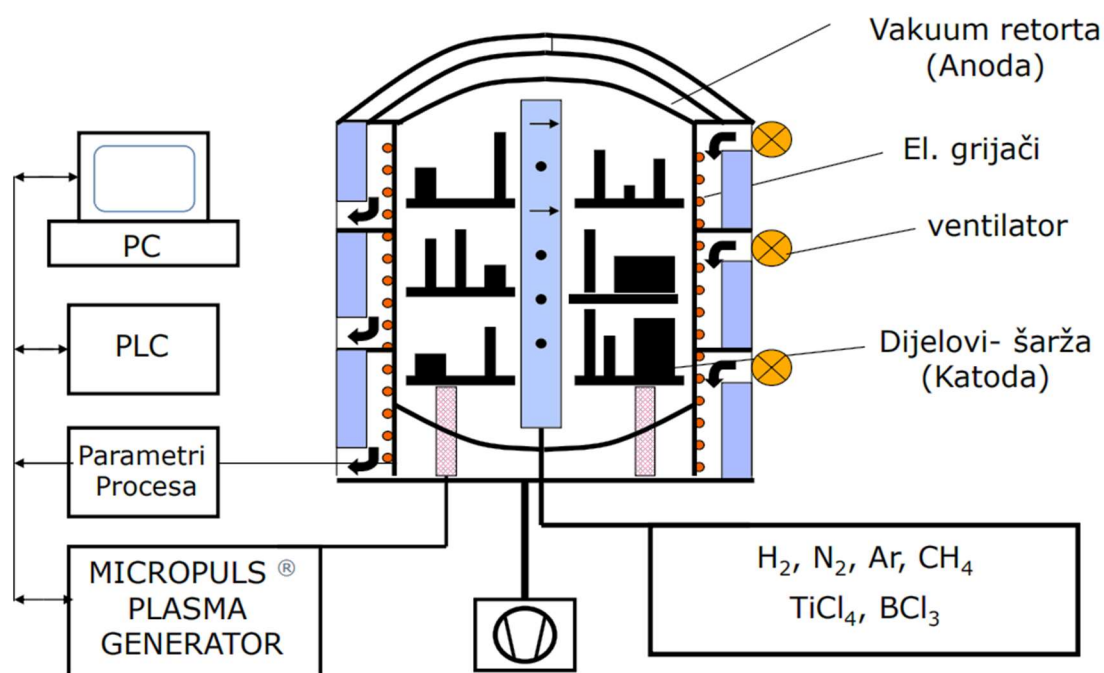 Vakuum retorta
(Anoda)
El. grijači
ventilator
Dijelovi- šarža
(Katoda)
PC
PLC
Parametri
Procesa
MICROPULS ®
PLASMA
GENERATOR
H₂, N₂, Ar, CH₄
TiCl₄, BCl₃